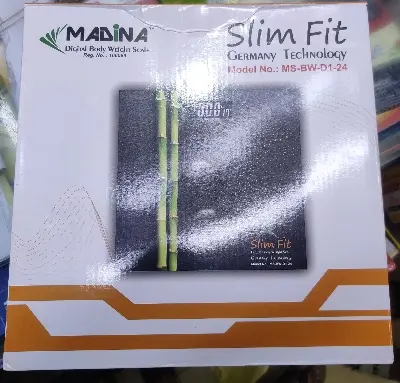 MADINA
Digital Body Weight Scale
Slim Fit
GERMANY TECHNOLOGY
Model No.: MS-BW-D1-24
Slim Fit